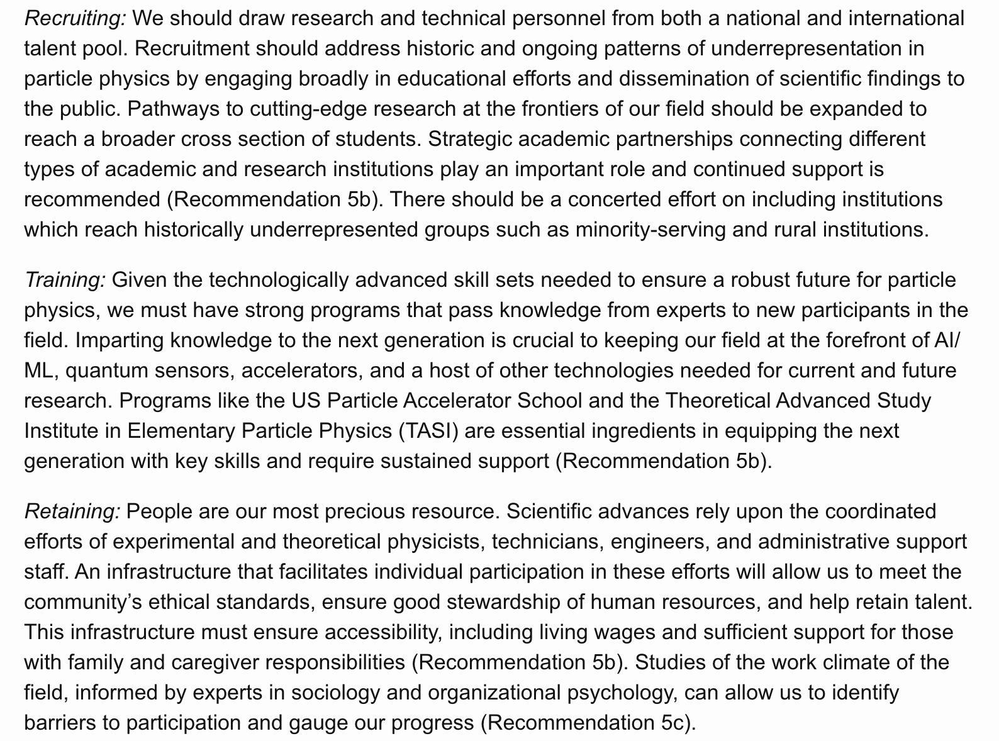 Recruiting: We should draw research and technical personnel from both a national and international
talent pool. Recruitment should address historic and ongoing patterns of underrepresentation in
particle physics by engaging broadly in educational efforts and dissemination of scientific findings to
the public. Pathways to cutting-edge research at the frontiers of our field should be expanded to
reach a broader cross section of students. Strategic academic partnerships connecting different
types of academic and research institutions play an important role and continued support is
recommended (Recommendation 5b). There should be a concerted effort on including institutions
which reach historically underrepresented groups such as minority-serving and rural institutions.
Training: Given the technologically advanced skill sets needed to ensure a robust future for particle
physics, we must have strong programs that pass knowledge from experts to new participants in the
field. Imparting knowledge to the next generation is crucial to keeping our field at the forefront of AI/
ML, quantum sensors, accelerators, and a host of other technologies needed for current and future
research. Programs like the US Particle Accelerator School and the Theoretical Advanced Study
Institute in Elementary Particle Physics (TASI) are essential ingredients in equipping the next
generation with key skills and require sustained support (Recommendation 5b).
Retaining: People are our most precious resource. Scientific advances rely upon the coordinated
efforts of experimental and theoretical physicists, technicians, engineers, and administrative support
staff. An infrastructure that facilitates individual participation in these efforts will allow us to meet the
community’s ethical standards, ensure good stewardship of human resources, and help retain talent.
This infrastructure must ensure accessibility, including living wages and sufficient support for those
with family and caregiver responsibilities (Recommendation 5b). Studies of the work climate of the
field, informed by experts in sociology and organizational psychology, can allow us to identify
barriers to participation and gauge our progress (Recommendation 5c).